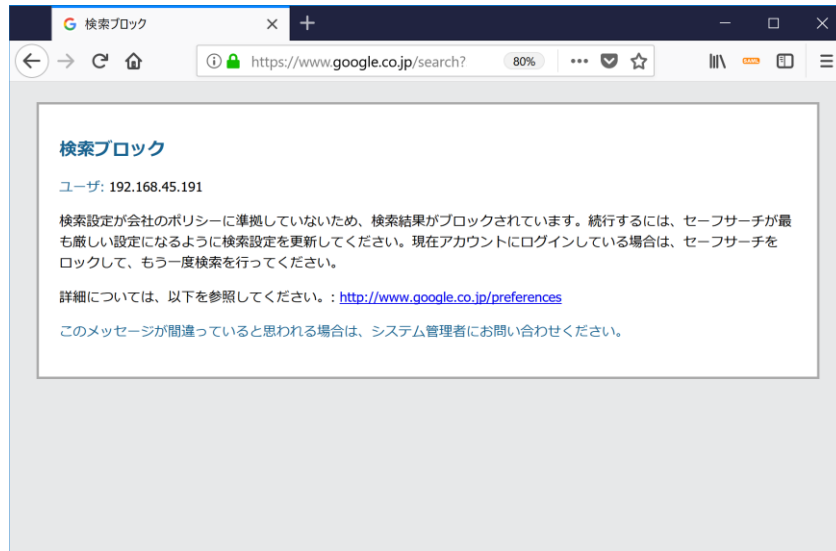 検索ブロック
https://www.google.co.jp/search?
80%
検索ブロック
ユーザ: 192.168.45.191
検索設定が会社のポリシーに準拠していないため、検索結果がブロックされています。続行するには、セーフサーチが最
も厳しい設定になるように検索設定を更新してください。現在アカウントにログインしている場合は、セーフサーチを
ロックして、もう一度検索を行ってください。
詳細については、以下を参照してください。: http://www.google.co.jp/preferences
このメッセージが間違っていると思われる場合は、システム管理者にお問い合わせください。